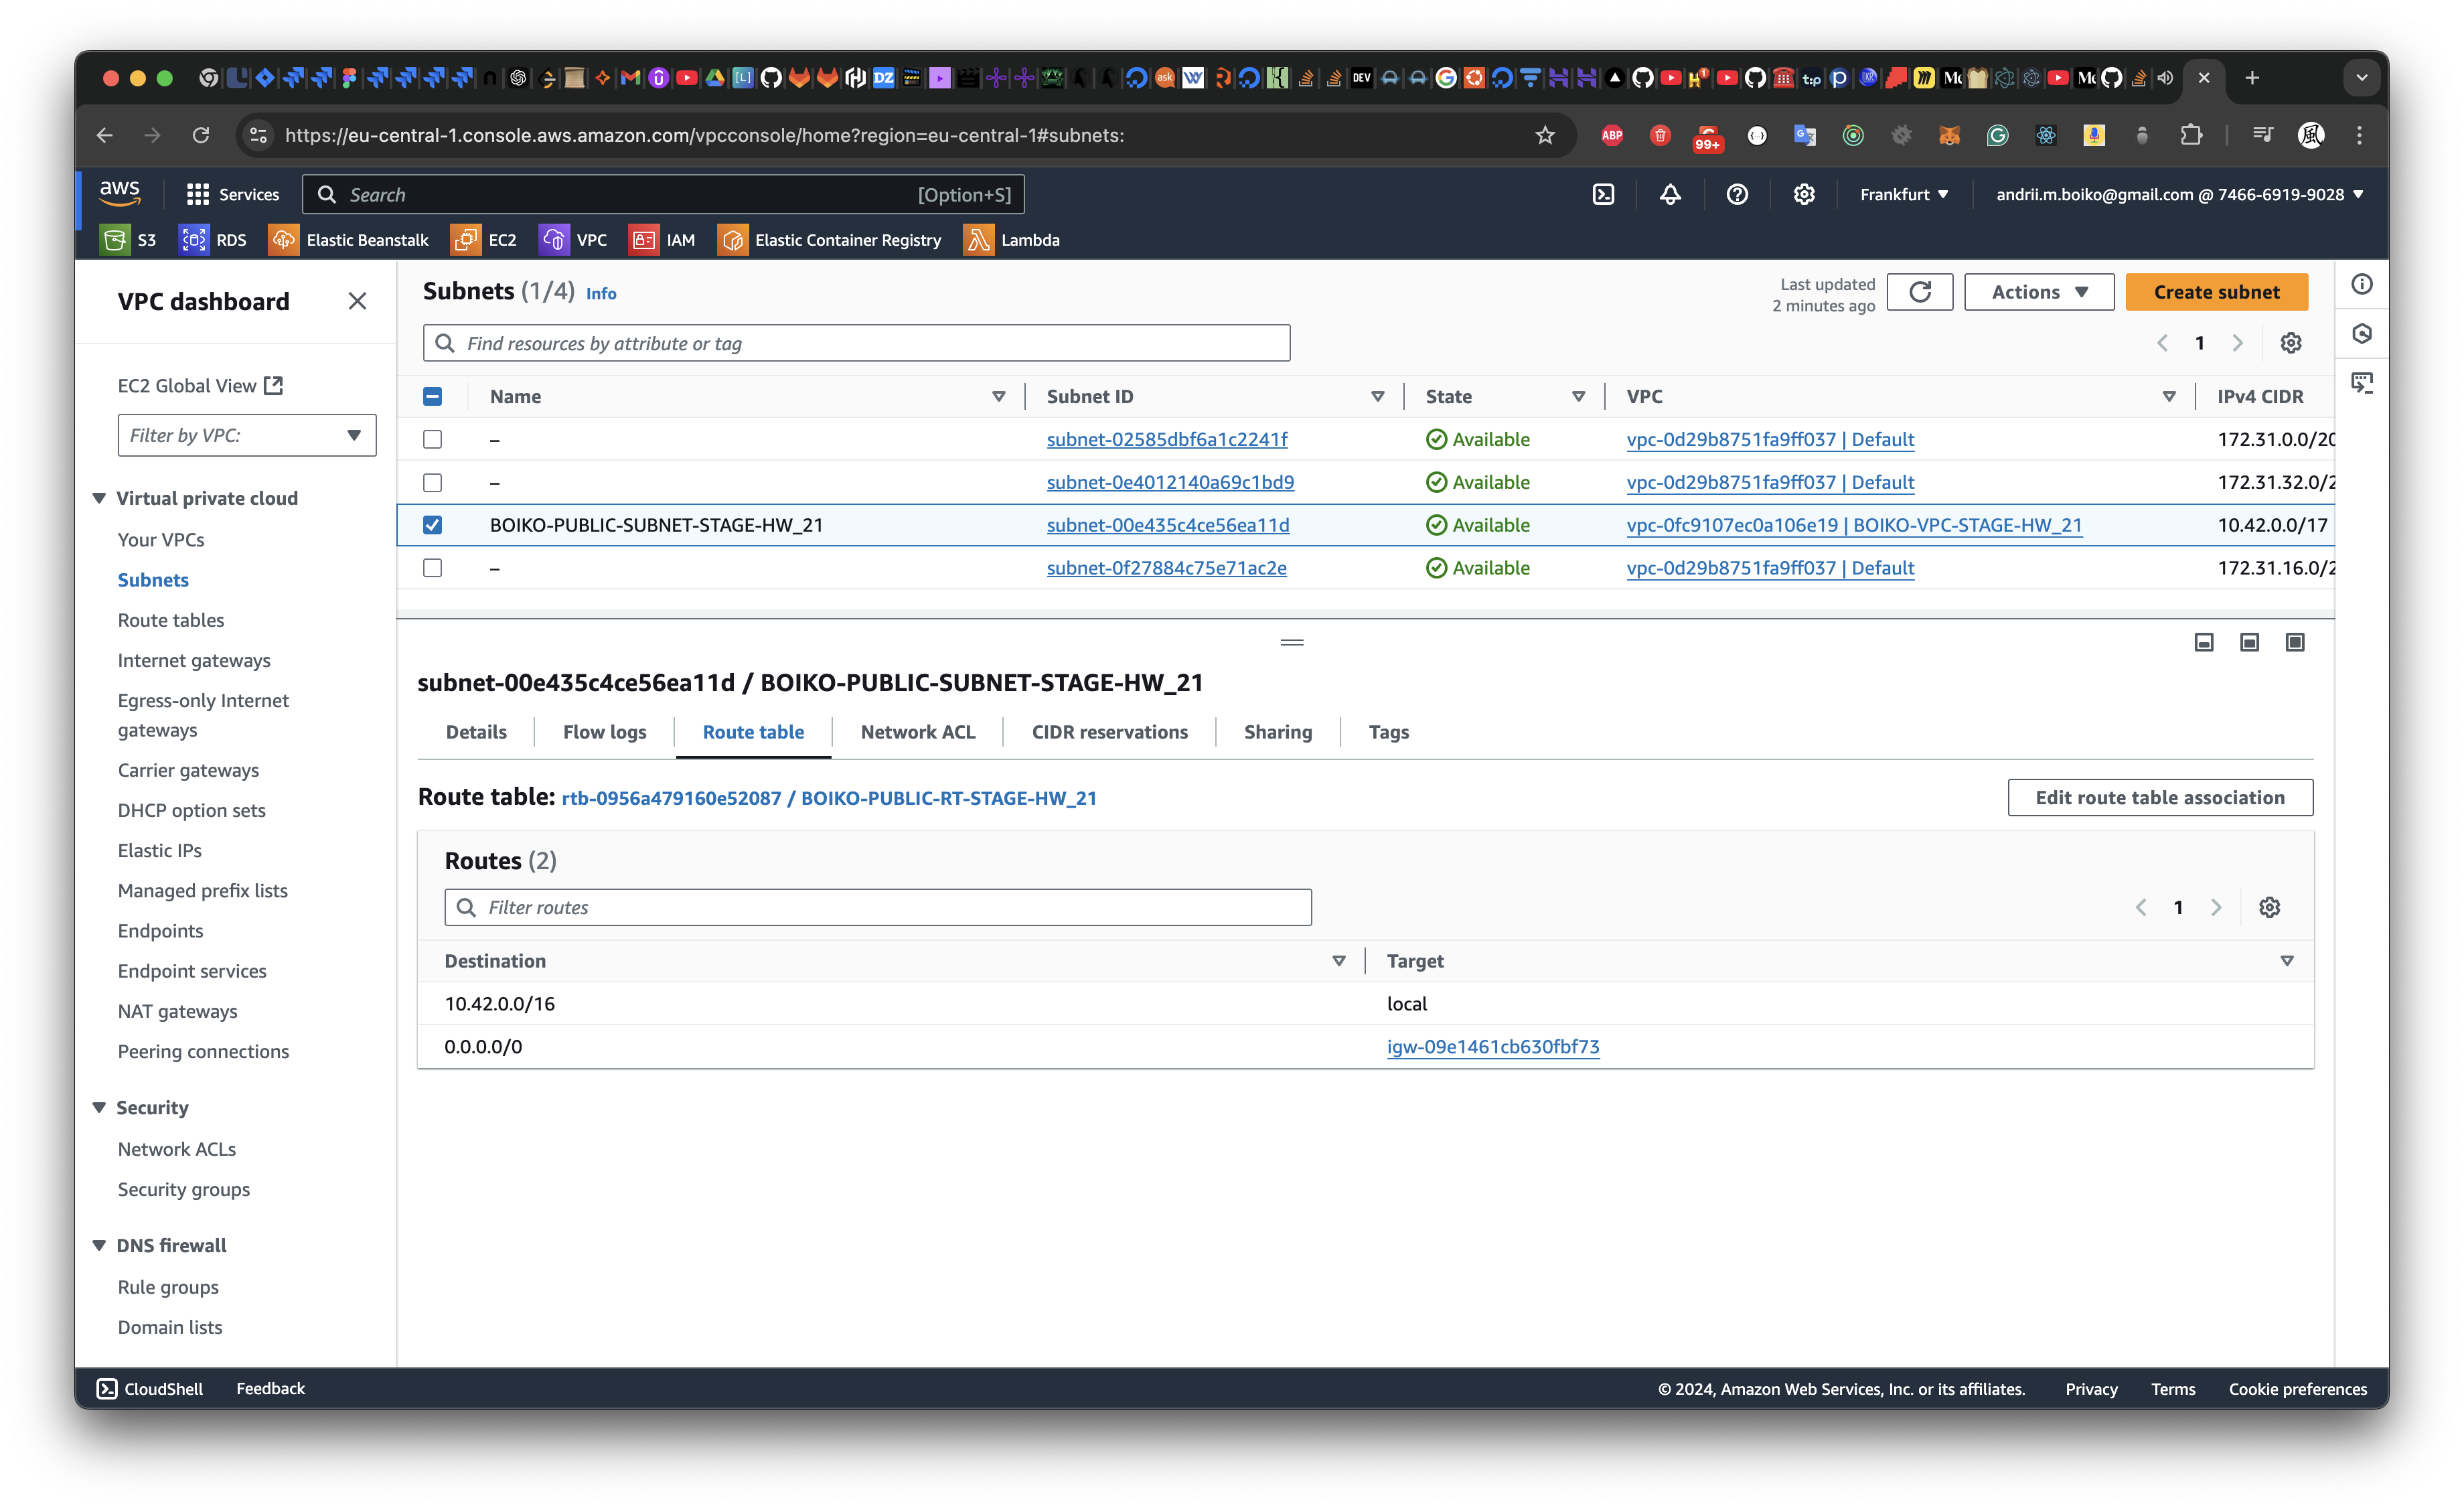 DZ
ask
DEV
t:p
https://eu-central-1.console.aws.amazon.com/vpcconsole/home?region=eu-central-1#subnets:
ABP
99+
風
aws
Services
Search
[Option+S]
Frankfurt
andrii.m.boiko@gmail.com @ 7466-6919-9028
S3
RDS
Elastic Beanstalk
EC2
VPC
IAM
Elastic Container Registry
Lambda
VPC dashboard
EC2 Global View
Filter by VPC:
Virtual private cloud
Your VPCs
Subnets
Route tables
Internet gateways
Egress-only Internet
gateways
Carrier gateways
DHCP option sets
Elastic IPs
Managed prefix lists
Endpoints
Endpoint services
NAT gateways
Peering connections
Security
Network ACLs
Security groups
DNS firewall
Rule groups
Domain lists
Subnets (1/4) Info
Last updated
2 minutes ago
Actions
Create subnet
Find resources by attribute or tag
1
Name Subnet ID State VPC IPv4 CIDR
– subnet-02585dbf6a1c2241f Available vpc-0d29b8751fa9ff037 | Default 172.31.0.0/20
– subnet-0e4012140a69c1bd9 Available vpc-0d29b8751fa9ff037 | Default 172.31.32.0/2
BOIKO-PUBLIC-SUBNET-STAGE-HW_21 subnet-00e435c4ce56ea11d Available vpc-0fc9107ec0a106e19 | BOIKO-VPC-STAGE-HW_21 10.42.0.0/17
– subnet-0f27884c75e71ac2e Available vpc-0d29b8751fa9ff037 | Default 172.31.16.0/2
subnet-00e435c4ce56ea11d / BOIKO-PUBLIC-SUBNET-STAGE-HW_21
Details Flow logs Route table Network ACL CIDR reservations Sharing Tags
Route table: rtb-0956a479160e52087 / BOIKO-PUBLIC-RT-STAGE-HW_21
Edit route table association
Routes (2)
Filter routes
1
Destination Target
10.42.0.0/16 local
0.0.0.0/0 igw-09e1461cb630fbf73
CloudShell Feedback
© 2024, Amazon Web Services, Inc. or its affiliates. Privacy Terms Cookie preferences